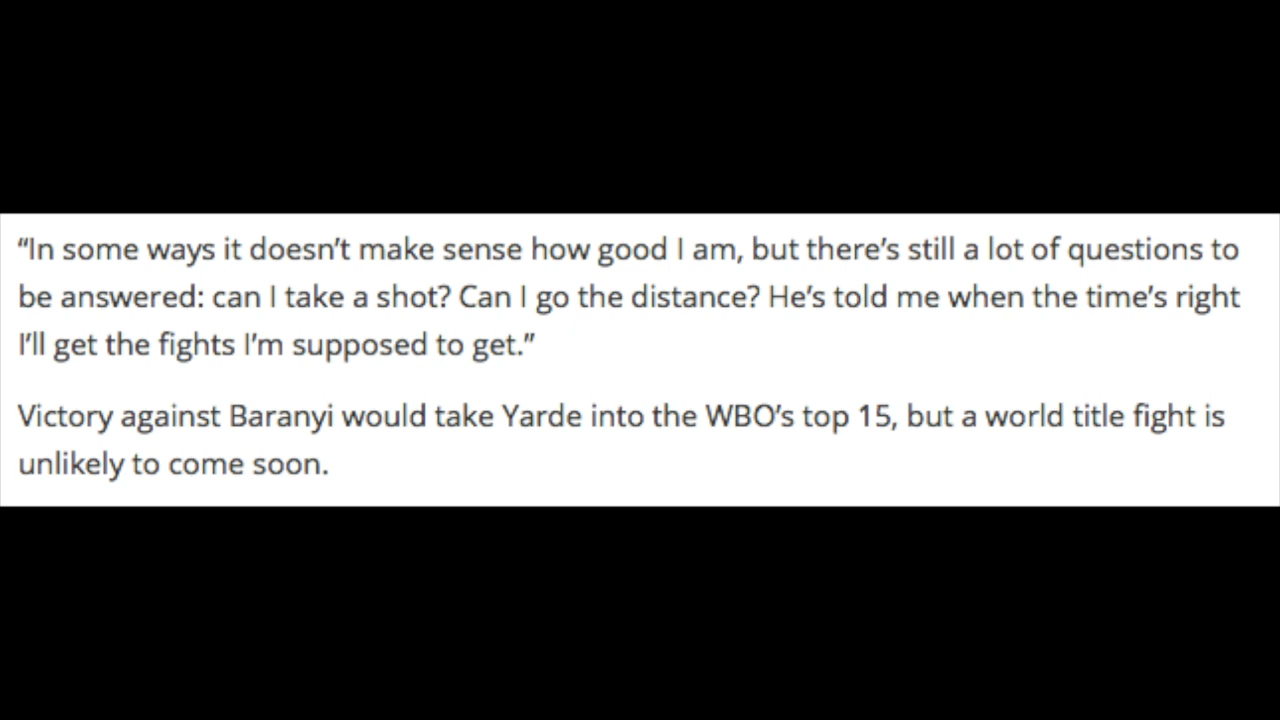 “In some ways it doesn’t make sense how good I am, but there’s still a lot of questions to
be answered: can I take a shot? Can I go the distance? He’s told me when the time’s right
I’ll get the fights I’m supposed to get.”
Victory against Baranyi would take Yarde into the WBO’s top 15, but a world title fight is
unlikely to come soon.